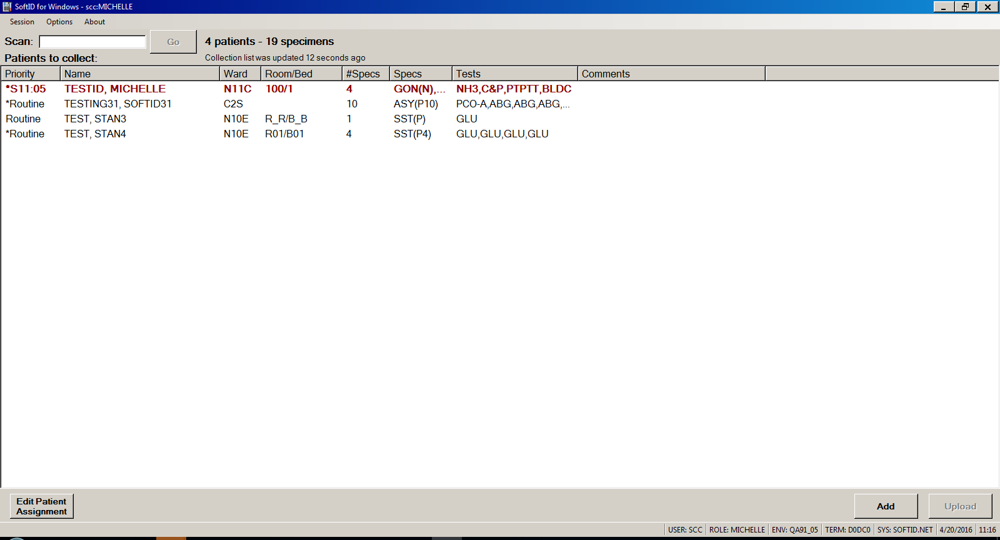 SoftID for Windows - scc:MICHELLE
Session Options About
Scan: Go 4 patients - 19 specimens
Patients to collect: Collection list was updated 12 seconds ago
Priority Name Ward Room/Bed #Specs Specs Tests Comments
*S11:05 TESTID, MICHELLE N11C 100/1 4 GON(N),... NH3,C&P,PTPTT,BLDC
*Routine TESTING31, SOFTID31 C2S 10 ASY(P10) PCO-A,ABG,ABG,ABG,...
Routine TEST, STAN3 N10E R_R/B_B 1 SST(P) GLU
*Routine TEST, STAN4 N10E R01/B01 4 SST(P4) GLU,GLU,GLU,GLU
Edit Patient
Assignment
Add Upload
USER: SCC ROLE: MICHELLE ENV: QA91_05 TERM: D0DC0 SYS: SOFTID.NET 4/20/2016 11:16